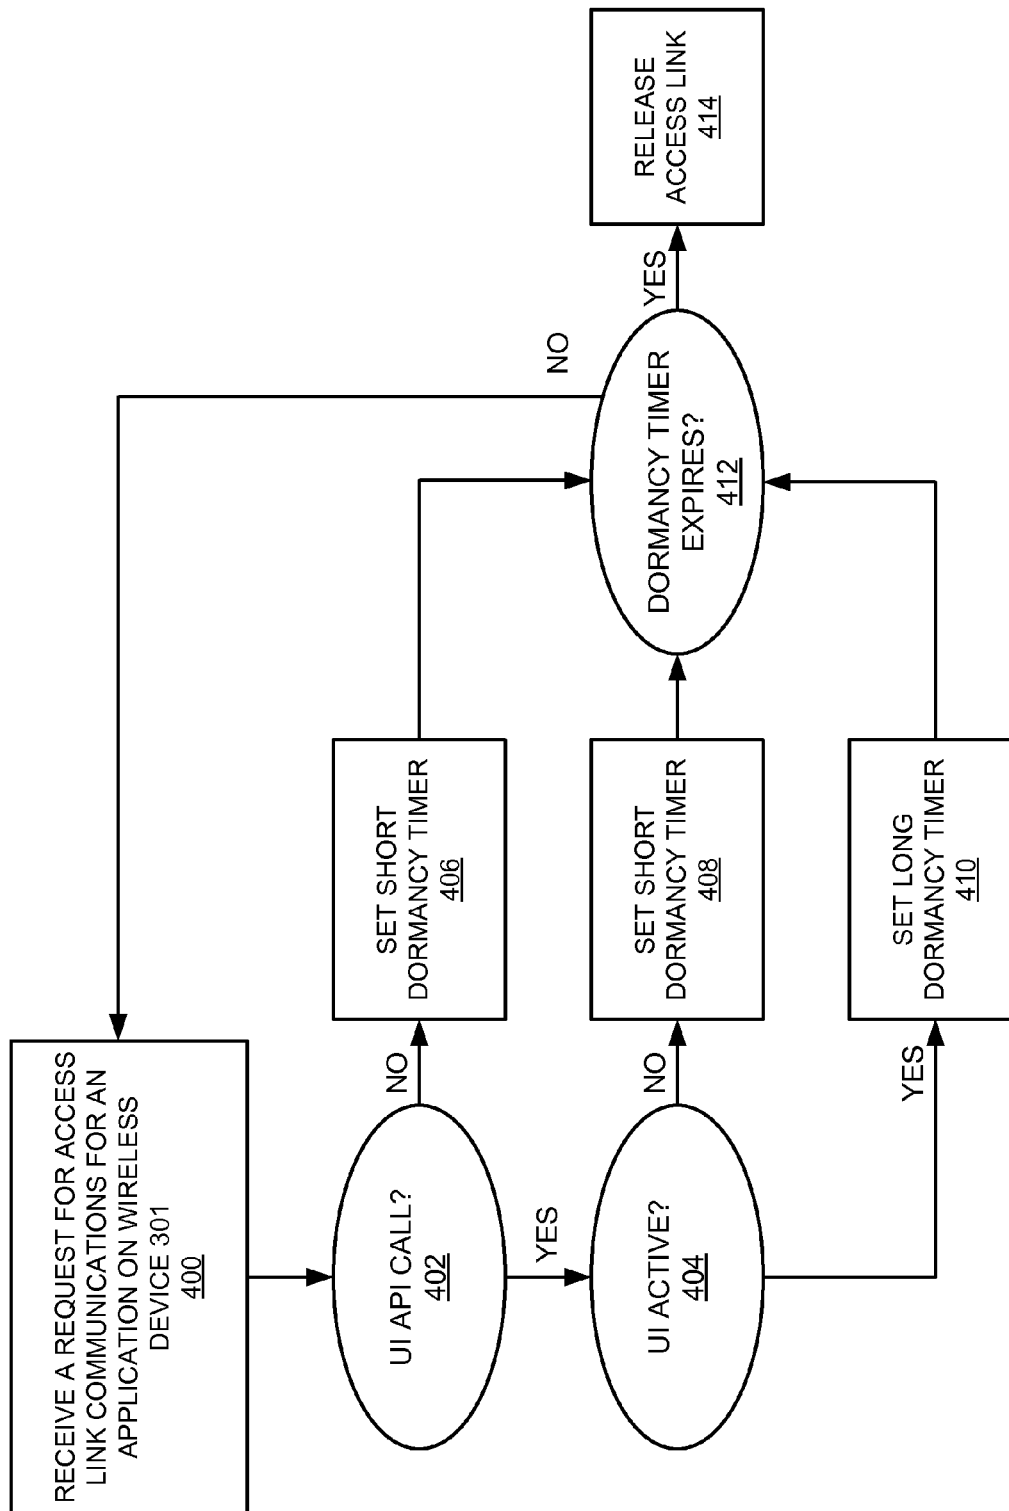 RECEIVE A REQUEST FOR ACCESS
LINK COMMUNICATIONS FOR AN
APPLICATION ON WIRELESS
DEVICE 301
400
UI API CALL?
402
NO
YES
SET SHORT
DORMANCY TIMER
406
UI ACTIVE?
404
NO
YES
SET SHORT
DORMANCY TIMER
408
SET LONG
DORMANCY TIMER
410
DORMANCY TIMER
EXPIRES?
412
NO
YES
RELEASE
ACCESS LINK
414